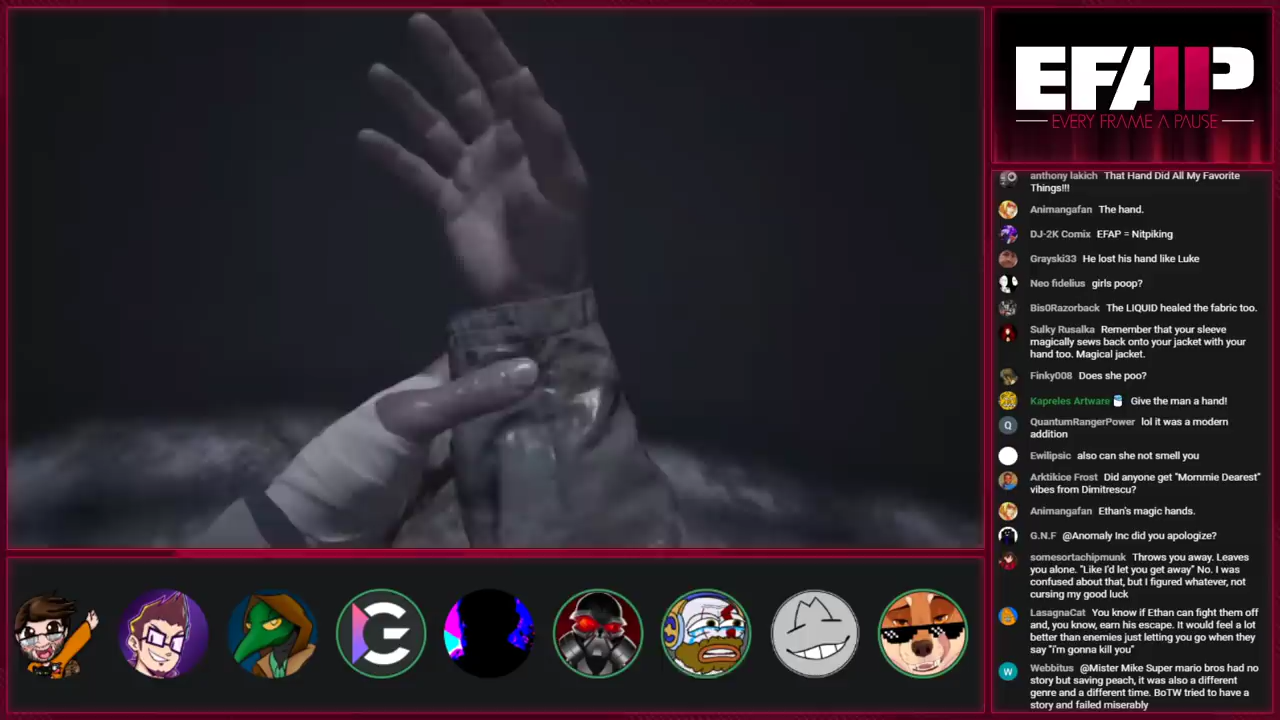 EFAP
EVERY FRAME A PAUSE
anthony lakich That Hand Did All My Favorite
Things!!!
Animangafan The hand.
DJ-2K Comix EFAP = Nitpiking
Grayski33 He lost his hand like Luke
Neo fidelius girls poop?
Bis0Razorback The LIQUID healed the fabric too.
Sulky Rusalka Remember that your sleeve
magically sews back onto your jacket with your
hand too. Magical jacket.
Finky008 Does she poo?
Kapreles Artware Give the man a hand!
Q QuantumRangerPower lol it was a modern
addition
Ewilipsic also can she not smell you
Arktikice Frost Did anyone get "Mommie Dearest"
vibes from Dimitrescu?
Animangafan Ethan's magic hands.
G.N.F @Anomaly Inc did you apologize?
somesortachipmunk Throws you away. Leaves
you alone. "Like I'd let you get away" No. I was
confused about that, but I figured whatever, not
cursing my good luck
LasagnaCat You know if Ethan can fight them off
and, you know, earn his escape. It would feel a lot
better than enemies just letting you go when they
say "i'm gonna kill you"
W Webbitus @Mister Mike Super mario bros had no
story but saving peach, it was also a different
genre and a different time. BoTW tried to have a
story and failed miserably